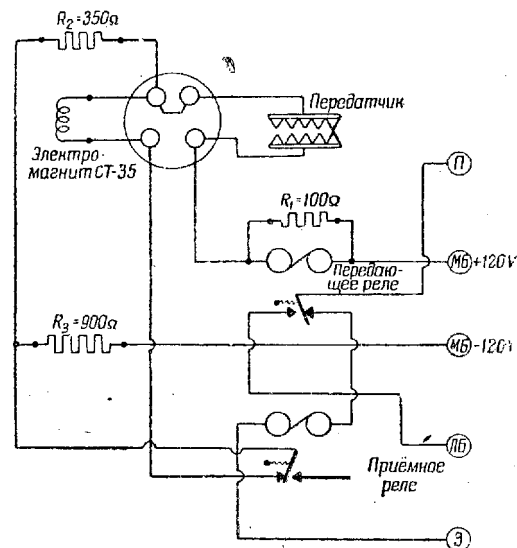 R₂=350Ω
Передатчик
Электро-
магнит СТ-35
П
R₁=100Ω
МБ +120V
Передаю-
щее реле
R₃=900Ω
МБ -120V
ЛБ
Приёмное
реле
Э